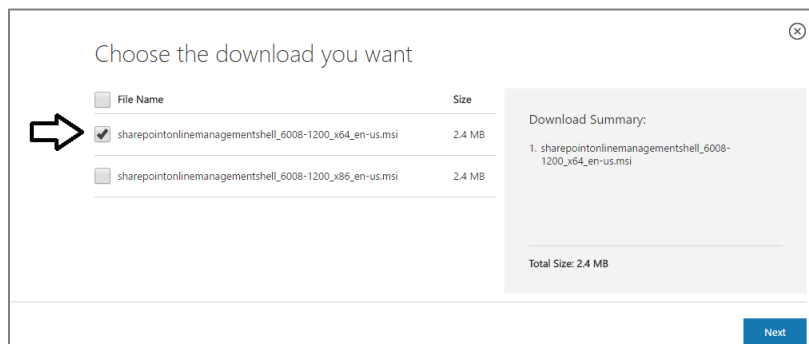 Choose the download you want
File Name Size
sharepointonlinemanagementshell_6008-1200_x64_en-us.msi 2.4 MB
sharepointonlinemanagementshell_6008-1200_x86_en-us.msi 2.4 MB
Download Summary:
1. sharepointonlinemanagementshell_6008-
1200_x64_en-us.msi
Total Size: 2.4 MB
Next